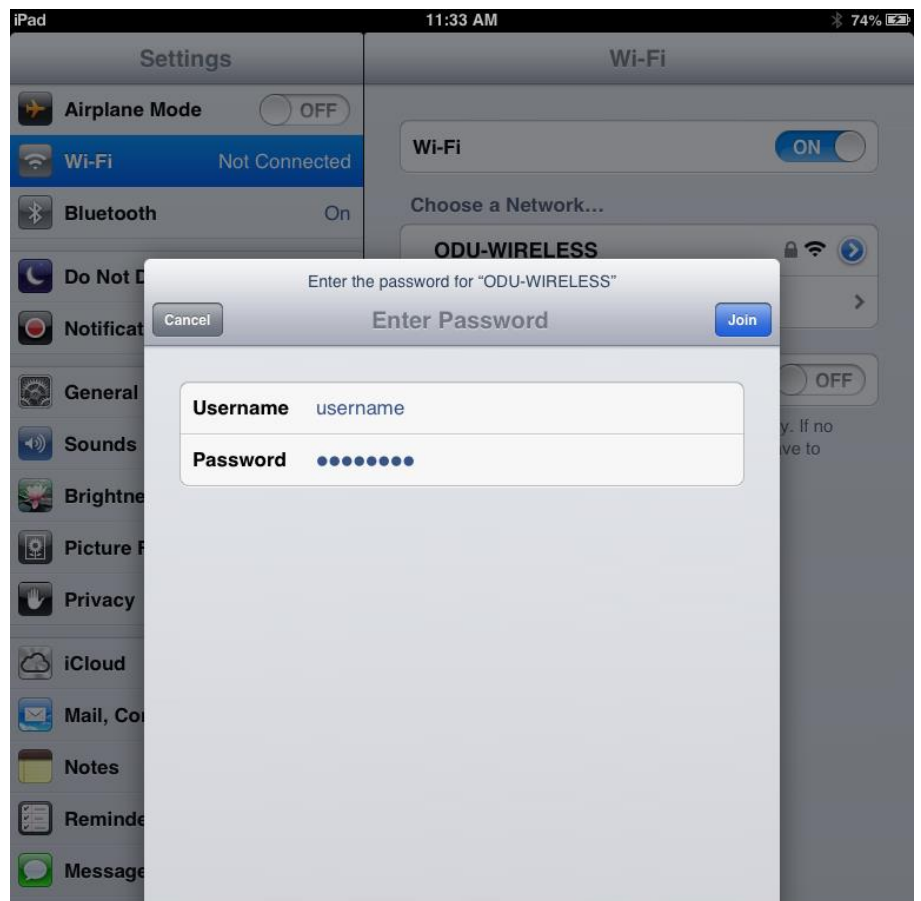 iPad 11:33 AM 74%
Settings
Wi-Fi
Airplane Mode OFF
Wi-Fi Not Connected
Bluetooth On
Wi-Fi ON
Choose a Network...
ODU-WIRELESS
Do Not D
Notificat
General
Sounds
Brightne
Picture F
Privacy
iCloud
Mail, Co
Notes
Reminde
Message
OFF
y. If no
ve to
Enter the password for “ODU-WIRELESS”
Cancel Enter Password Join
Username username
Password ●●●●●●●●